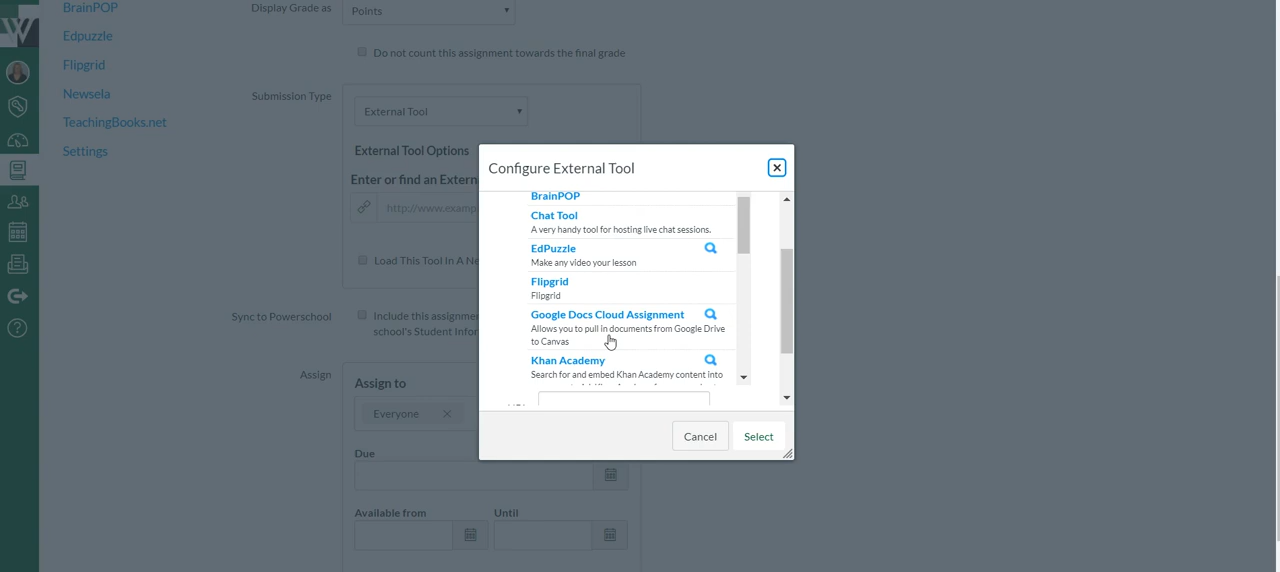 BrainPOP
Edpuzzle
Flipgrid
Newsela
TeachingBooks.net
Settings
Display Grade as
Points
Do not count this assignment towards the final grade
Submission Type
External Tool
External Tool Options
Enter or find an Extern
http://www.examp
Load This Tool In A Ne
Sync to Powerschool
Include this assignme
school's Student Infor
Assign
Assign to
Everyone
Due
Available from
Until
Configure External Tool
BrainPOP
Chat Tool
A very handy tool for hosting live chat sessions.
EdPuzzle
Make any video your lesson
Flipgrid
Flipgrid
Google Docs Cloud Assignment
Allows you to pull in documents from Google Drive
to Canvas
Khan Academy
Search for and embed Khan Academy content into
Cancel
Select